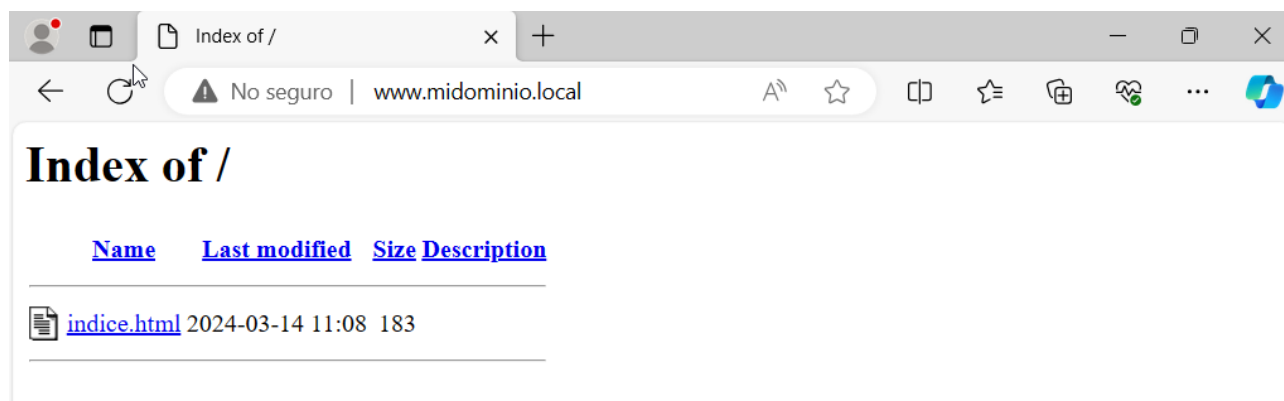 Index of /
No seguro | www.midominio.local
Index of /
Name Last modified Size Description
indice.html 2024-03-14 11:08 183